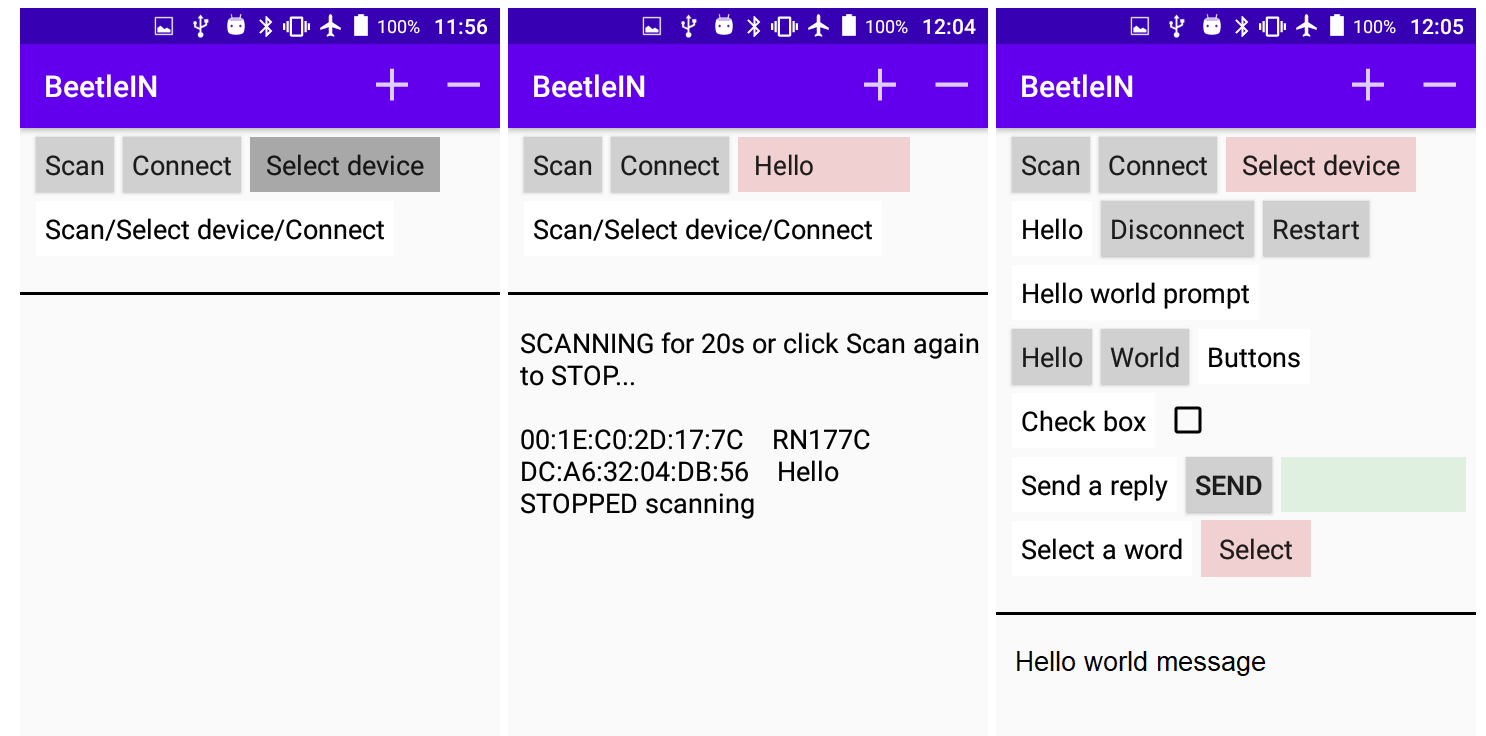 100% 11:56
BeetleIN
Scan Connect Select device
Scan/Select device/Connect
100% 12:04
BeetleIN
Scan Connect Hello
Scan/Select device/Connect
SCANNING for 20s or click Scan again
to STOP...
00:1E:C0:2D:17:7C RN177C
DC:A6:32:04:DB:56 Hello
STOPPED scanning
100% 12:05
BeetleIN
Scan Connect Select device
Hello Disconnect Restart
Hello world prompt
Hello World Buttons
Check box
Send a reply SEND
Select a word Select
Hello world message